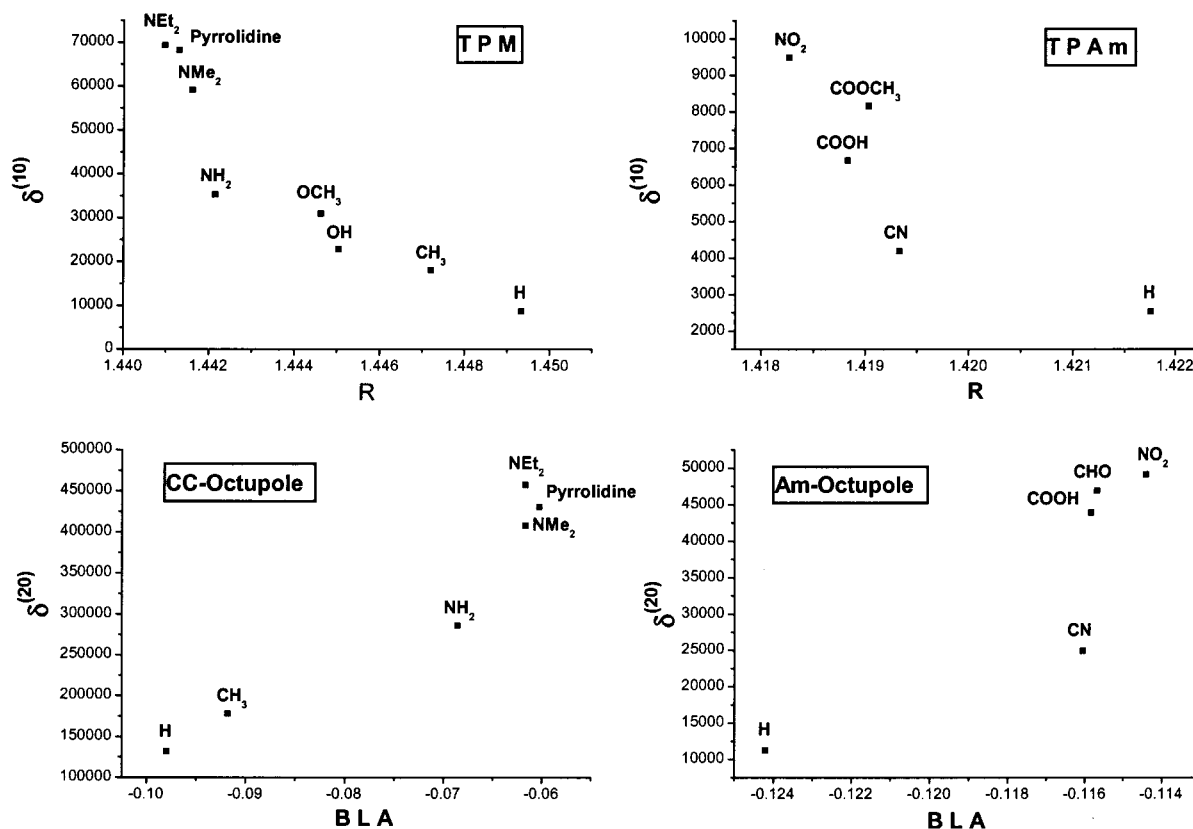 TPM
δ(10)
70000
60000
50000
40000
30000
20000
10000
0
NEt2
Pyrrolidine
NMe2
NH2
OCH3
OH
CH3
H
1.440 1.442 1.444 1.446 1.448 1.450
R
TPAm
δ(10)
10000
9000
8000
7000
6000
5000
4000
3000
2000
NO2
COOCH3
COOH
CN
H
1.418 1.419 1.420 1.421 1.422
R
CC-Octupole
δ(20)
500000
450000
400000
350000
300000
250000
200000
150000
100000
NEt2
Pyrrolidine
NMe2
NH2
CH3
H
-0.10 -0.09 -0.08 -0.07 -0.06
BLA
Am-Octupole
δ(20)
50000
45000
40000
35000
30000
25000
20000
15000
10000
NO2
CHO
COOH
CN
H
-0.124 -0.122 -0.120 -0.118 -0.116 -0.114
BLA